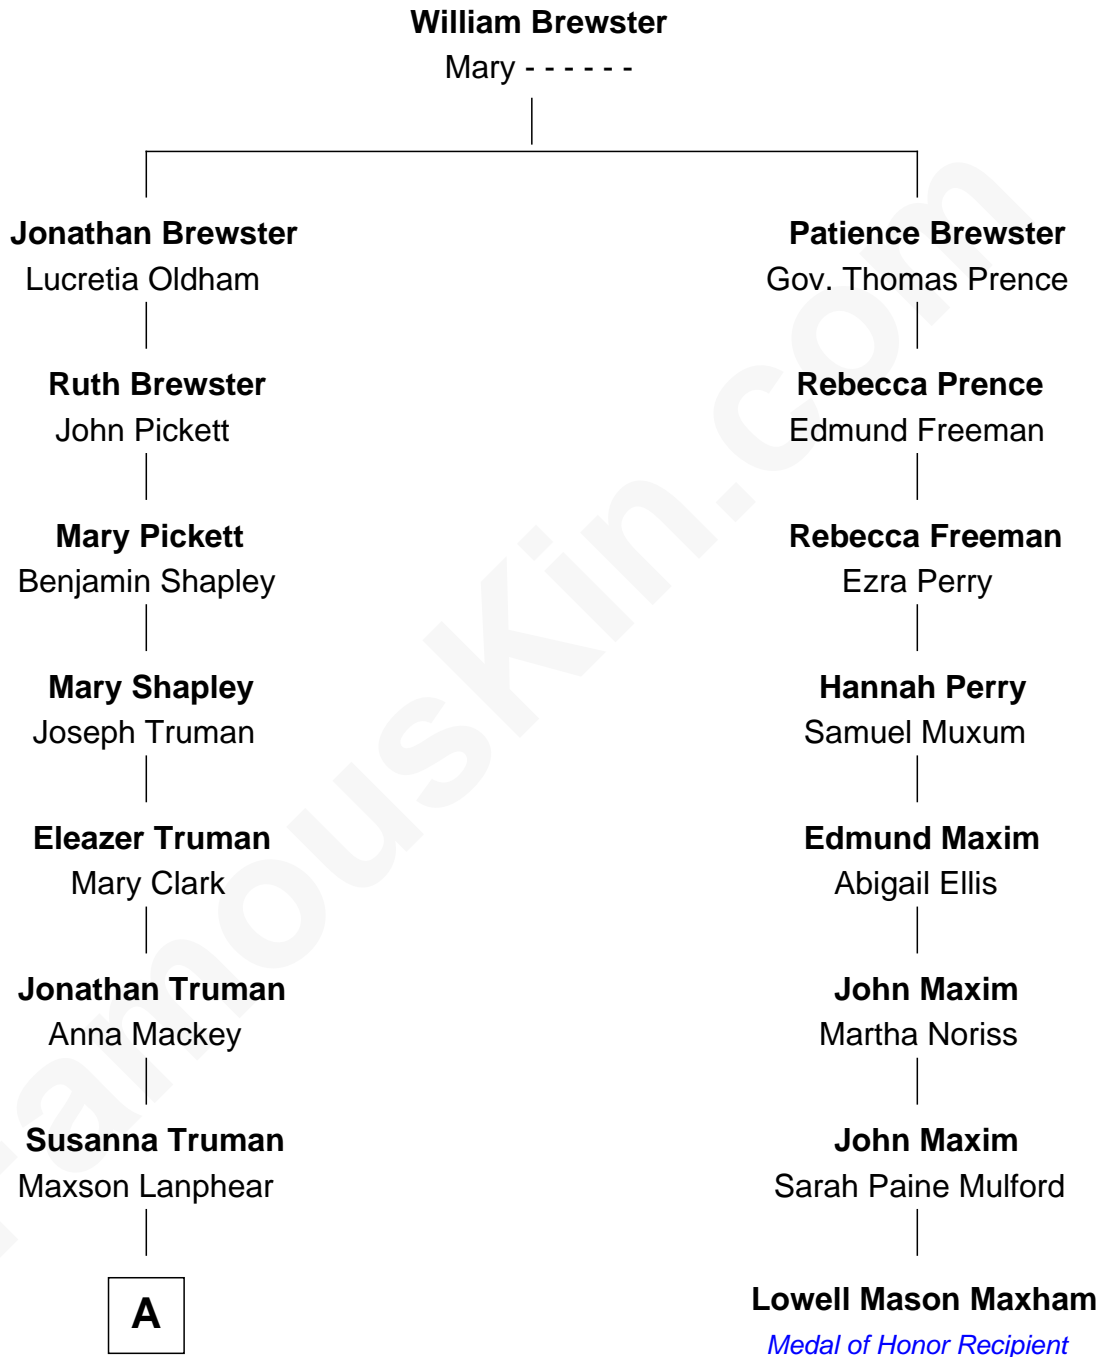 William Brewster
Mary - - - - - -
Jonathan Brewster
Lucretia Oldham
Patience Brewster
Gov. Thomas Prence
Ruth Brewster
John Pickett
Rebecca Prence
Edmund Freeman
Mary Pickett
Benjamin Shapley
Rebecca Freeman
Ezra Perry
Mary Shapley
Joseph Truman
Hannah Perry
Samuel Muxum
Eleazer Truman
Mary Clark
Edmund Maxim
Abigail Ellis
Jonathan Truman
Anna Mackey
John Maxim
Martha Noriss
Susanna Truman
Maxson Lanphear
John Maxim
Sarah Paine Mulford
A
Lowell Mason Maxham
Medal of Honor Recipient
FamousKin.com